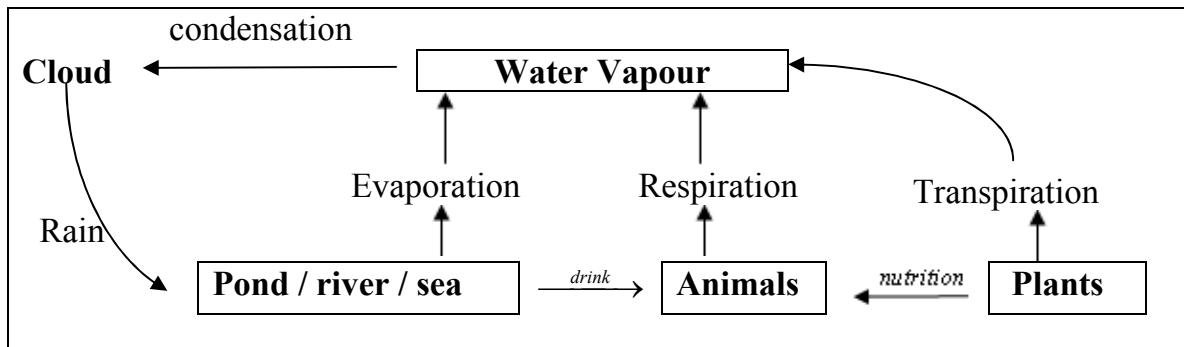 condensation
Cloud
Water Vapour
Evaporation
Respiration
Transpiration
Rain
Pond / river / sea
drink
Animals
nutrition
Plants